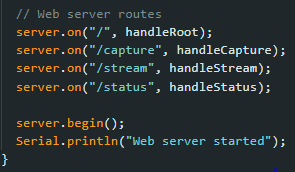 // Web server routes
server.on("/", handleRoot);
server.on("/capture", handleCapture);
server.on("/stream", handleStream);
server.on("/status", handleStatus);
server.begin();
Serial.println("Web server started");
}